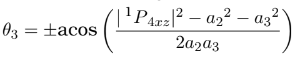 θ₃ = ±acos ( (|¹P₄ₓ𝓏|² − a₂² − a₃²) / (2a₂a₃) )